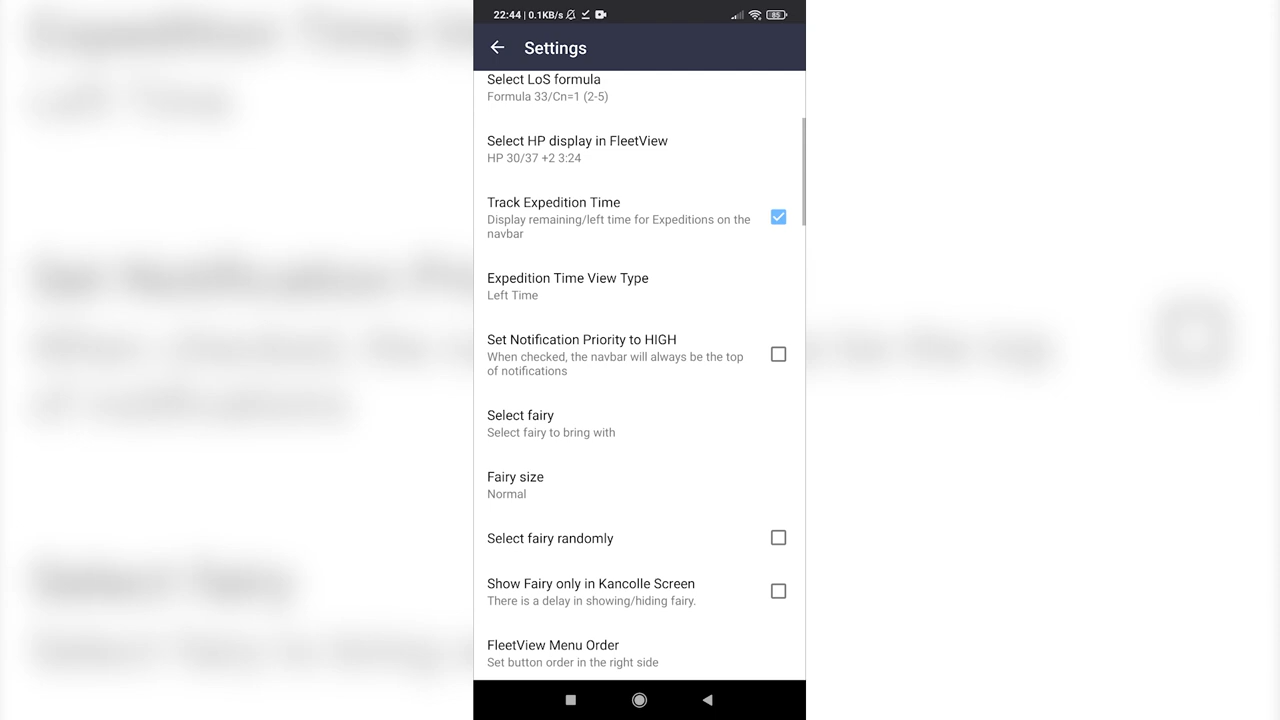 22:44 | 0.1KB/s
85
Settings
Select LoS formula
Formula 33/Cn=1 (2-5)
Select HP display in FleetView
HP 30/37 +2 3:24
Track Expedition Time
Display remaining/left time for Expeditions on the
navbar
Expedition Time View Type
Left Time
Set Notification Priority to HIGH
When checked, the navbar will always be the top
of notifications
Select fairy
Select fairy to bring with
Fairy size
Normal
Select fairy randomly
Show Fairy only in Kancolle Screen
There is a delay in showing/hiding fairy.
FleetView Menu Order
Set button order in the right side